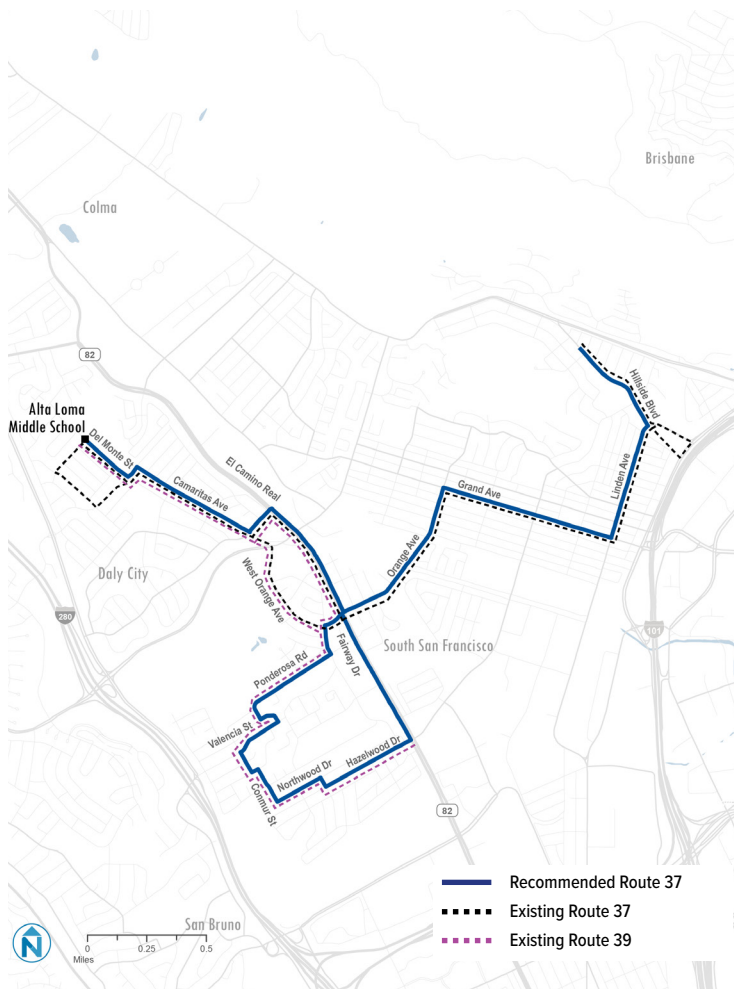 Brisbane
Colma
82
Alta Loma
Middle School
Del Monte St
Camaritas Ave
El Camino Real
Hillside Blvd
Linden Ave
Grand Ave
Orange Ave
Daly City
West Orange Ave
280
101
South San Francisco
Fairway Dr
Ponderosa Rd
Valencia St
Hazelwood Dr
Northwood Dr
Conmur St
82
San Bruno
N
0
0.25
0.5
Miles
Recommended Route 37
Existing Route 37
Existing Route 39